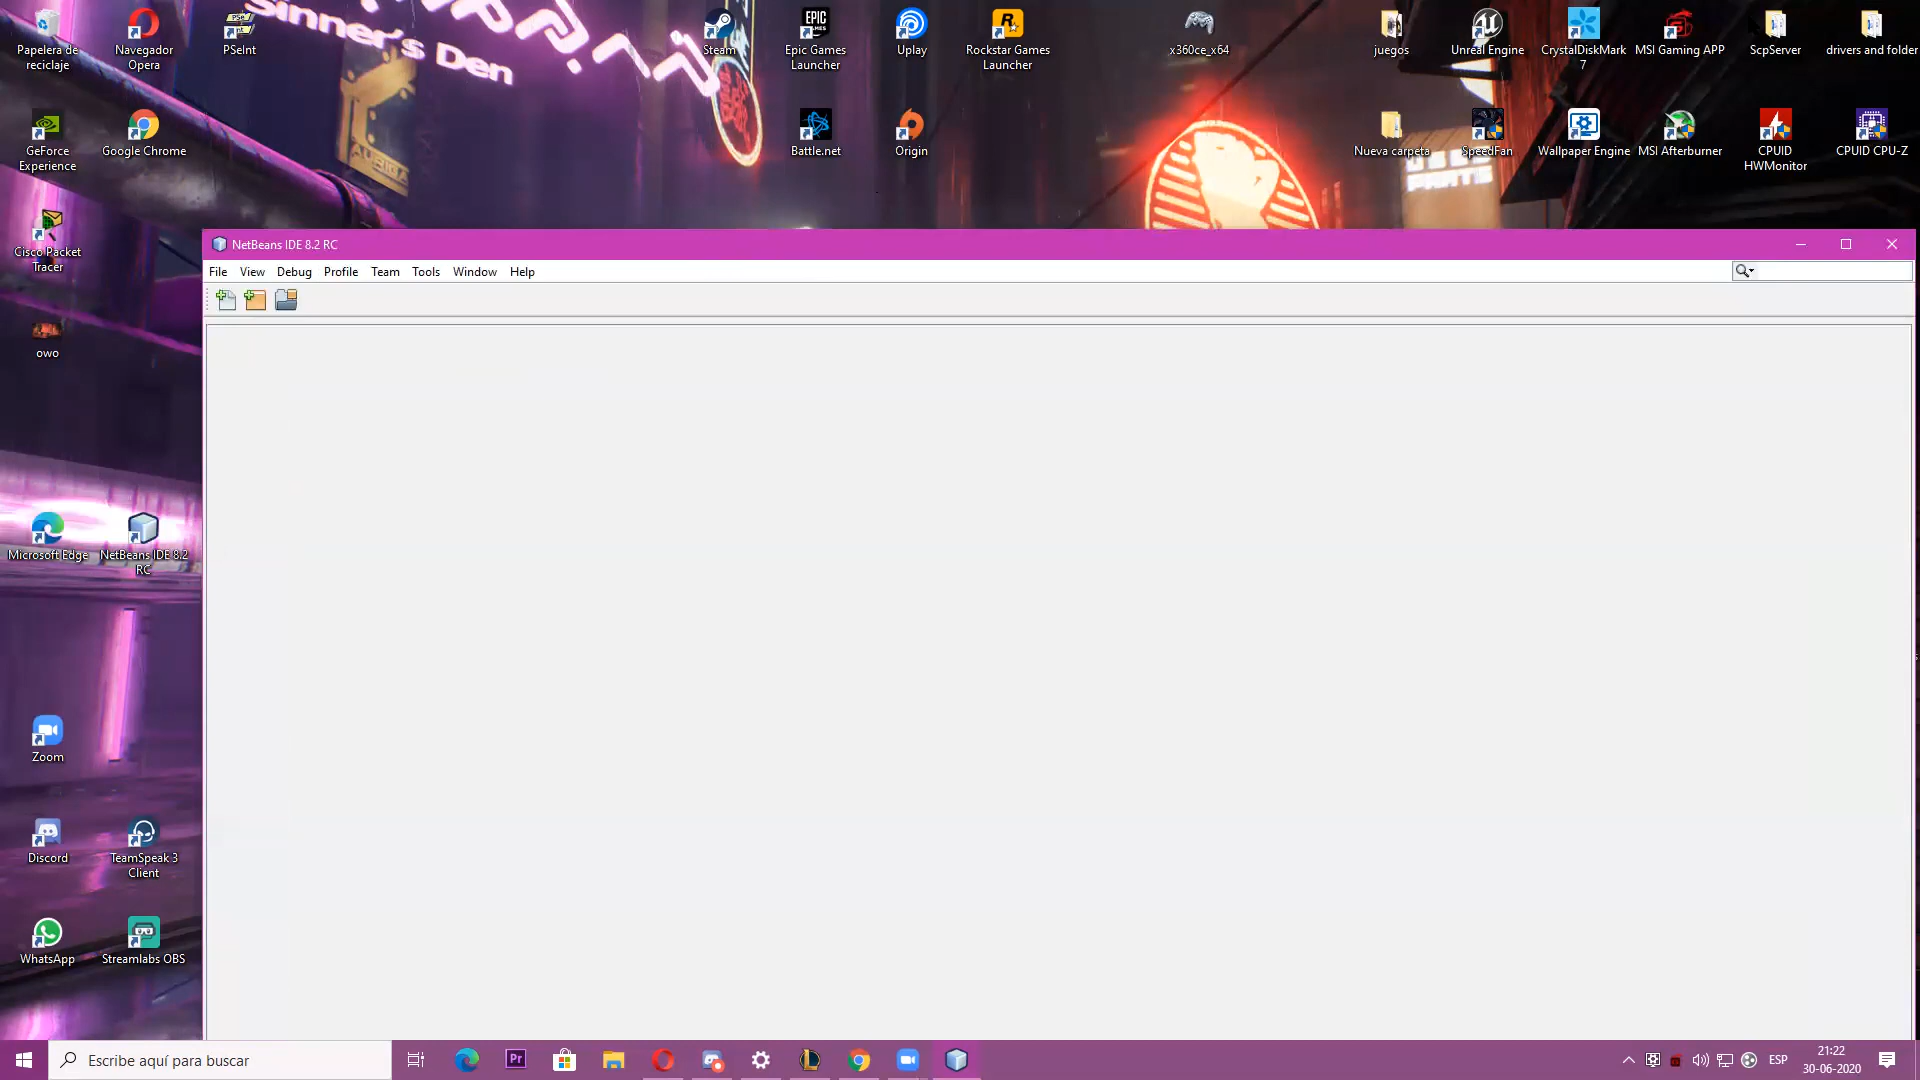 Sinner's Den
AURIGA
PARTS
Papelera de
reciclaje
Navegador
Opera
PSeInt
Steam
Epic Games
Launcher
Uplay
Rockstar Games
Launcher
x360ce_x64
juegos
Unreal Engine
CrystalDiskMark
7
MSI Gaming APP
ScpServer
drivers and folder
GeForce
Experience
Google Chrome
Battle.net
Origin
Nueva carpeta
SpeedFan
Wallpaper Engine
MSI Afterburner
CPUID
HWMonitor
CPUID CPU-Z
Cisco Packet
Tracer
owo
Microsoft Edge
NetBeans IDE 8.2
RC
Zoom
Discord
TeamSpeak 3
Client
WhatsApp
Streamlabs OBS
NetBeans IDE 8.2 RC
File View Debug Profile Team Tools Window Help
Escribe aquí para buscar
Pr
ESP
21:22
30-06-2020